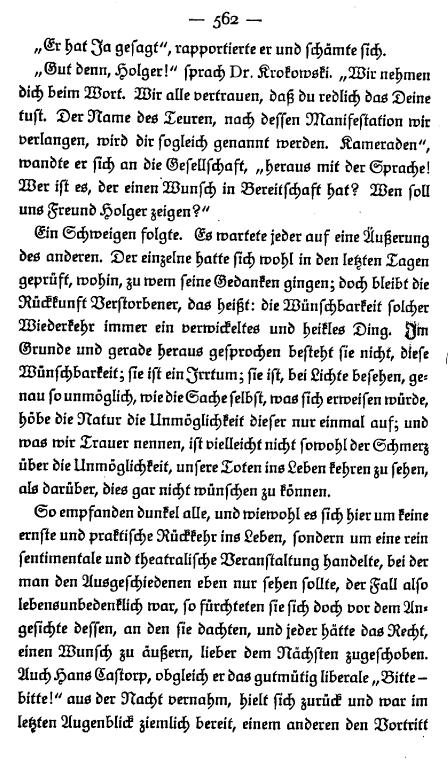 — 562 —
„Er hat Ja gesagt“, rapportierte er und schämte sich.
„Gut denn, Holger!“ sprach Dr. Krokowski. „Wir nehmen
dich beim Wort. Wir alle vertrauen, daß du redlich das Deine
tust. Der Name des Teuren, nach dessen Manifestation wir
verlangen, wird dir sogleich genannt werden. Kameraden“,
wandte er sich an die Gesellschaft, „heraus mit der Sprache!
Wer ist es, der einen Wunsch in Bereitschaft hat? Wen soll
uns Freund Holger zeigen?“
Ein Schweigen folgte. Es wartete jeder auf eine Äußerung
des anderen. Der einzelne hatte sich wohl in den letzten Tagen
geprüft, wohin, zu wem seine Gedanken gingen; doch bleibt die
Rückkunft Verstorbener, das heißt: die Wünschbarkeit solcher
Wiederkehr immer ein verwickeltes und heikles Ding. Im
Grunde und gerade heraus gesprochen besteht sie nicht, diese
Wünschbarkeit; sie ist ein Irrtum; sie ist, bei Lichte besehen, ge-
nau so unmöglich, wie die Sache selbst, was sich erweisen würde,
höbe die Natur die Unmöglichkeit dieser nur einmal auf; und
was wir Trauer nennen, ist vielleicht nicht sowohl der Schmerz
über die Unmöglichkeit, unsere Toten ins Leben kehren zu sehen,
als darüber, dies gar nicht wünschen zu können.
So empfanden dunkel alle, und wiewohl es sich hier um keine
ernste und praktische Rückkehr ins Leben, sondern um eine rein
sentimentale und theatralische Veranstaltung handelte, bei der
man den Ausgeschiedenen eben nur sehen sollte, der Fall also
lebensunbedenklich war, so fürchteten sie sich doch vor dem An-
gesichte dessen, an den sie dachten, und jeder hätte das Recht,
einen Wunsch zu äußern, lieber dem Nächsten zugeschoben.
Auch Hans Castorp, obgleich er das gutmütig liberale „Bitte –
bitte!“ aus der Nacht vernahm, hielt sich zurück und war im
letzten Augenblick ziemlich bereit, einem anderen den Vortritt